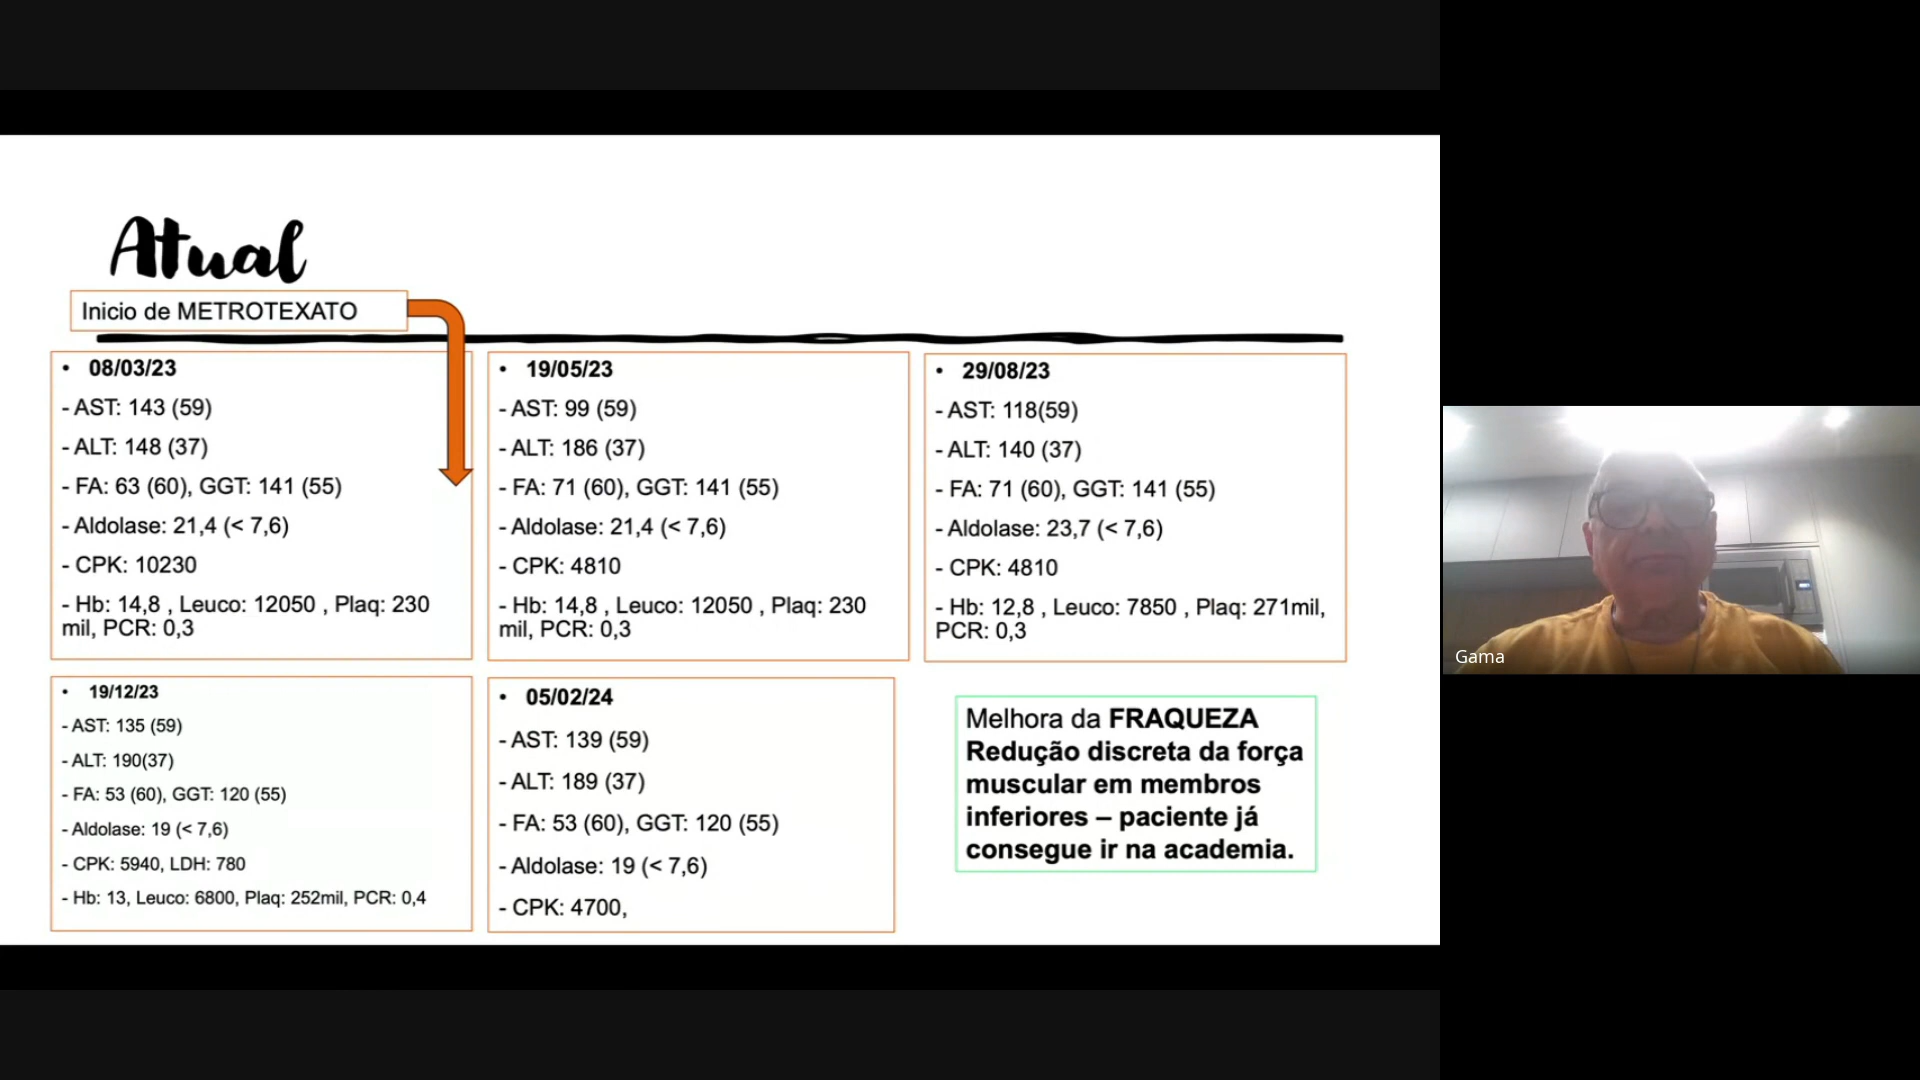 Atual
Inicio de METROTEXATO
• 08/03/23
- AST: 143 (59)
- ALT: 148 (37)
- FA: 63 (60), GGT: 141 (55)
- Aldolase: 21,4 (< 7,6)
- CPK: 10230
- Hb: 14,8 , Leuco: 12050 , Plaq: 230
mil, PCR: 0,3
• 19/05/23
- AST: 99 (59)
- ALT: 186 (37)
- FA: 71 (60), GGT: 141 (55)
- Aldolase: 21,4 (< 7,6)
- CPK: 4810
- Hb: 14,8 , Leuco: 12050 , Plaq: 230
mil, PCR: 0,3
• 29/08/23
- AST: 118(59)
- ALT: 140 (37)
- FA: 71 (60), GGT: 141 (55)
- Aldolase: 23,7 (< 7,6)
- CPK: 4810
- Hb: 12,8 , Leuco: 7850 , Plaq: 271mil,
PCR: 0,3
• 19/12/23
- AST: 135 (59)
- ALT: 190(37)
- FA: 53 (60), GGT: 120 (55)
- Aldolase: 19 (< 7,6)
- CPK: 5940, LDH: 780
- Hb: 13, Leuco: 6800, Plaq: 252mil, PCR: 0,4
• 05/02/24
- AST: 139 (59)
- ALT: 189 (37)
- FA: 53 (60), GGT: 120 (55)
- Aldolase: 19 (< 7,6)
- CPK: 4700,
Melhora da FRAQUEZA
Redução discreta da força
muscular em membros
inferiores – paciente já
consegue ir na academia.
Gama